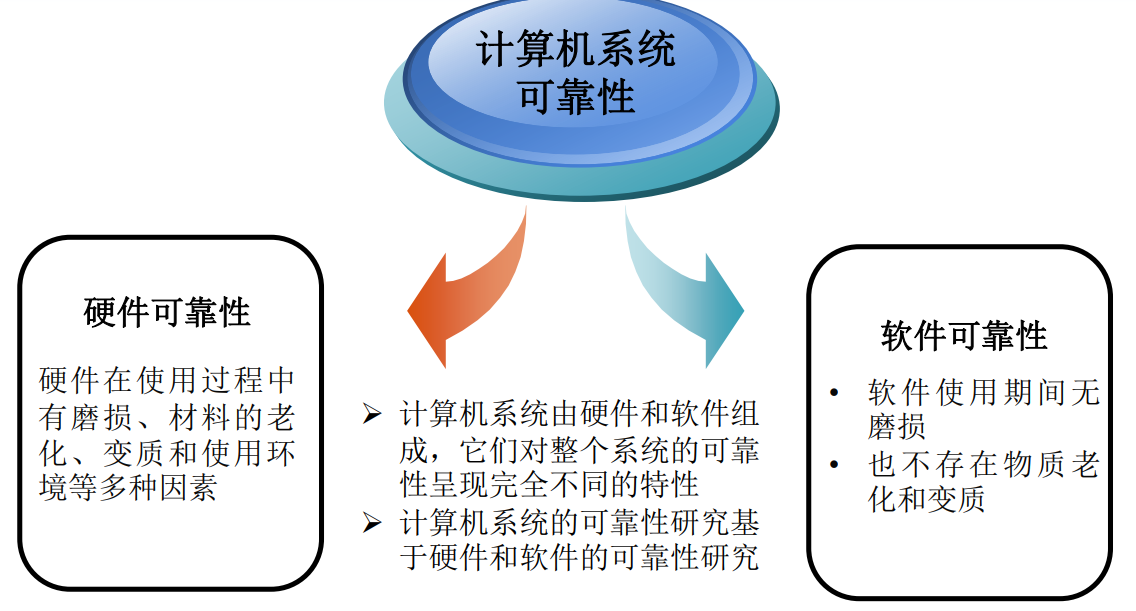 计算机系统
可靠性
硬件可靠性
硬件在使用过程中
有磨损、材料的老
化、变质和使用环
境等多种因素
➢ 计算机系统由硬件和软件组
成，它们对整个系统的可靠
性呈现完全不同的特性
➢ 计算机系统的可靠性研究基
于硬件和软件的可靠性研究
软件可靠性
• 软件使用期间无
磨损
• 也不存在物质老
化和变质